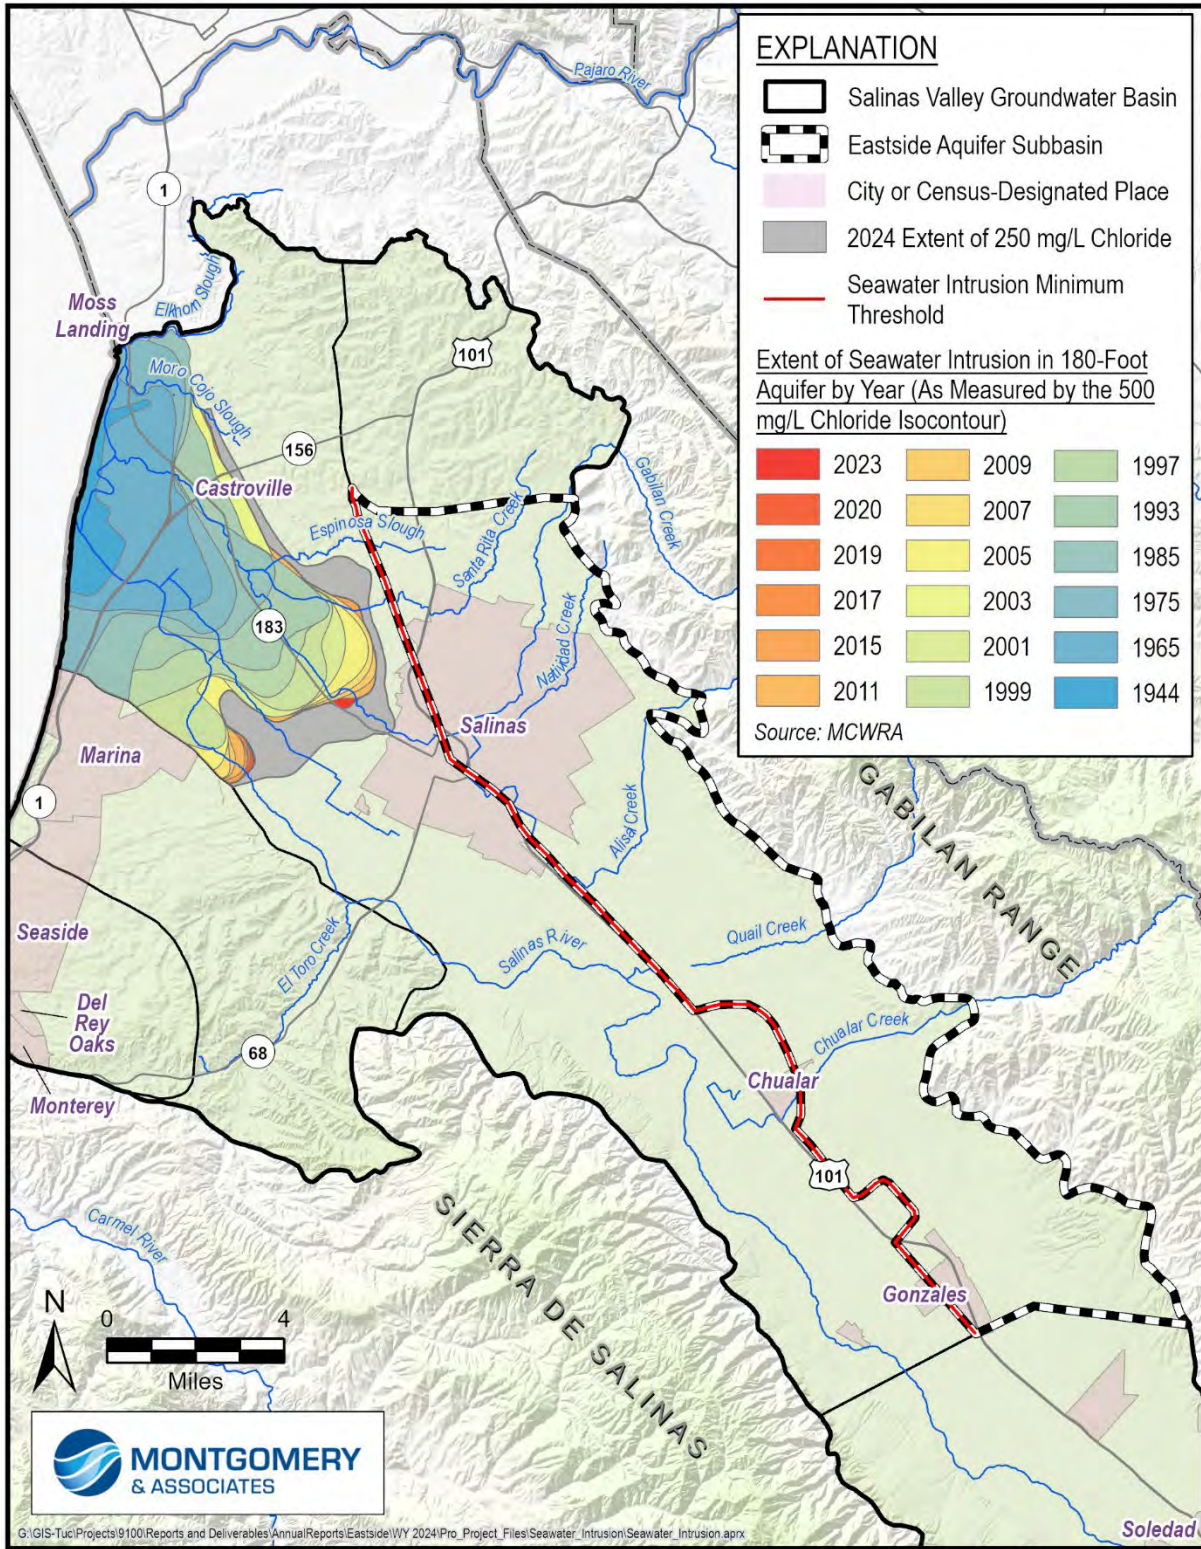 EXPLANATION
Salinas Valley Groundwater Basin
Eastside Aquifer Subbasin
City or Census-Designated Place
2024 Extent of 250 mg/L Chloride
Seawater Intrusion Minimum
Threshold
Extent of Seawater Intrusion in 180-Foot
Aquifer by Year (As Measured by the 500
mg/L Chloride Isocontour)
2023 2009 1997
2020 2007 1993
2019 2005 1985
2017 2003 1975
2015 2001 1965
2011 1999 1944
Source: MCWRA
Pajaro River
1
Moss
Landing
Elkhorn Slough
101
Moro Cojo Slough
156
Castroville
Gabilan Creek
Santa Rita Creek
Espinosa Slough
Natividad Creek
183
Salinas
Marina
1
Alisal Creek
GABILAN RANGE
Seaside
El Toro Creek
Salinas River
Quail Creek
Del
Rey
Oaks
68
Chualar Creek
Chualar
Monterey
101
Carmel River
SIERRA DE SALINAS
Gonzales
N
0 4
Miles
MONTGOMERY
& ASSOCIATES
Soledad
G:\GIS-Tuc\Projects\9100\Reports and Deliverables\AnnualReports\Eastside\WY 2024\Pro_Project_Files\Seawater_Intrusion\Seawater_Intrusion.aprx